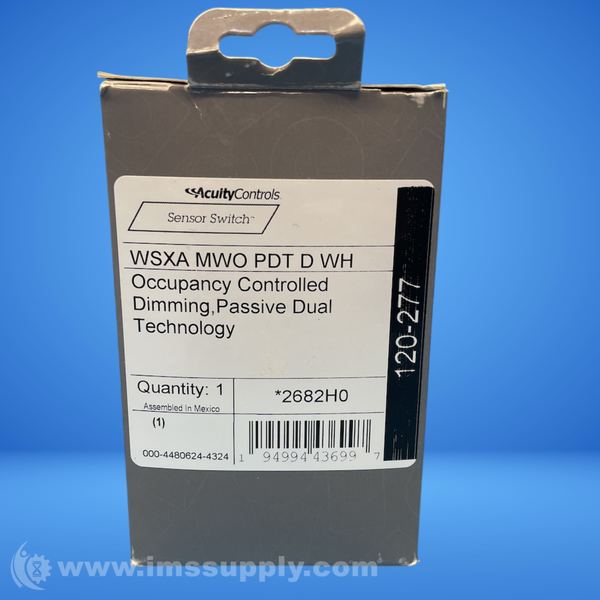 AcuityControls
Sensor Switch™
WSXA MWO PDT D WH
Occupancy Controlled
Dimming,Passive Dual
Technology
120-277
Quantity: 1
*2682H0
Assembled In Mexico
(1)
000-4480624-4324
1 94994 43699 7
www.imssupply.com